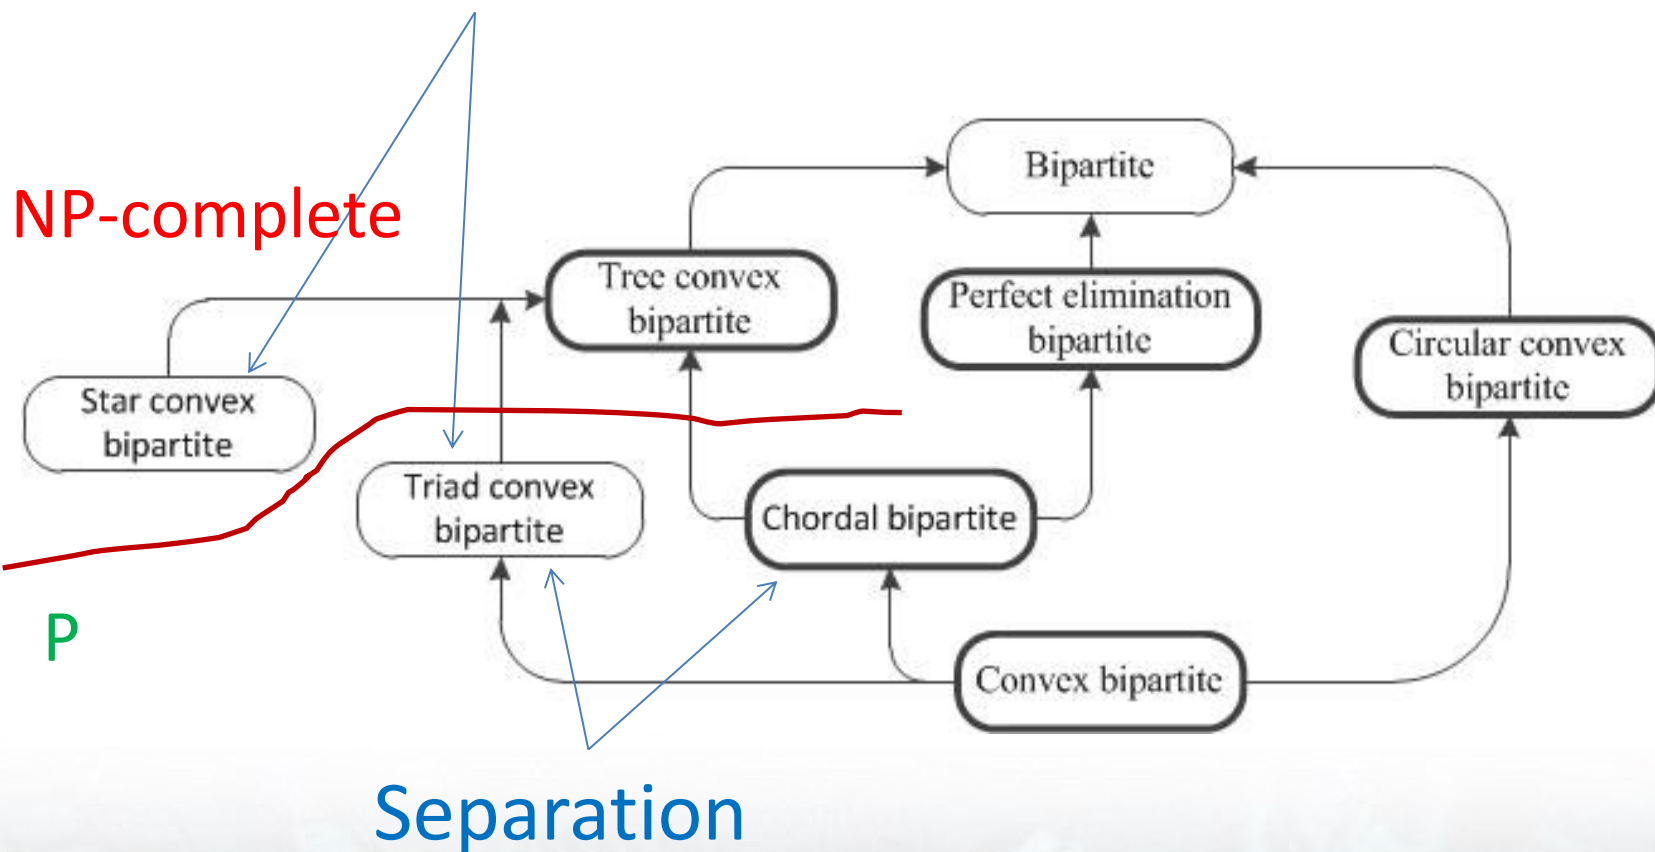 Bipartite
NP-complete
Tree convex
bipartite
Perfect elimination
bipartite
Circular convex
bipartite
Star convex
bipartite
Triad convex
bipartite
Chordal bipartite
P
Convex bipartite
Separation